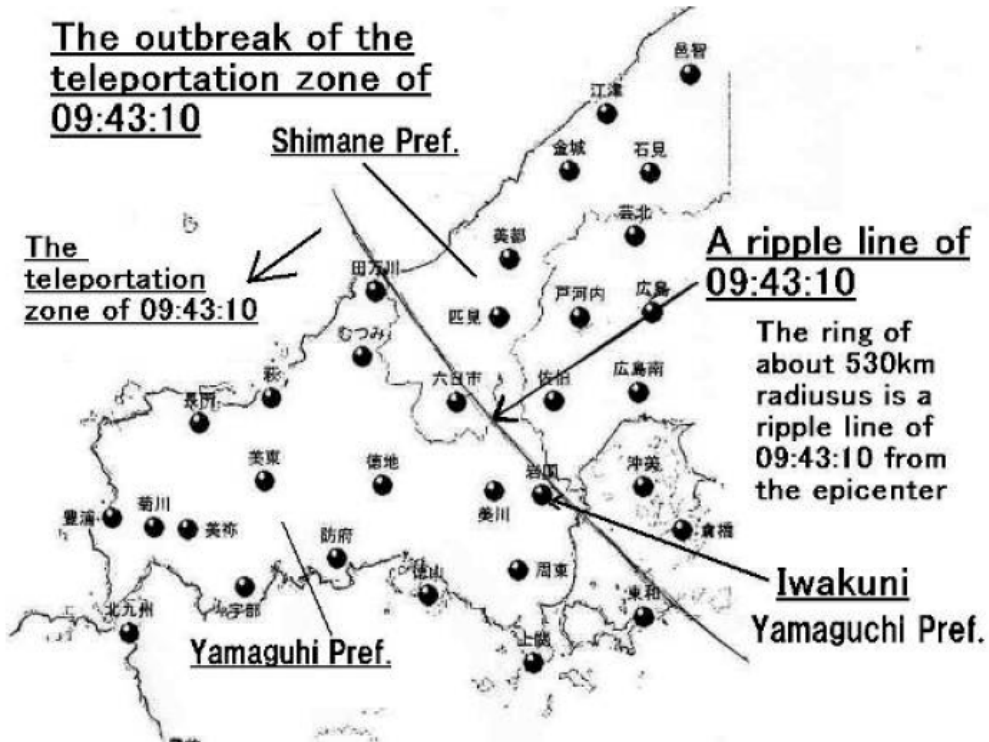 The outbreak of the
teleportation zone of
09:43:10
Shimane Pref.
The
teleportation
zone of 09:43:10
A ripple line of
09:43:10
The ring of
about 530km
radiusus is a
ripple line of
09:43:10 from
the epicenter
Iwakuni
Yamaguchi Pref.
Yamaguhi Pref.
邑智
江津
金城
石見
芸北
美都
田万川
戸河内
広島
匹見
むつみ
六日市
佐伯
広島南
萩
美東
徳地
岩国
沖美
美川
豊浦
菊川
美祢
防府
倉橋
周東
徳山
宇部
東和
北九州
上関